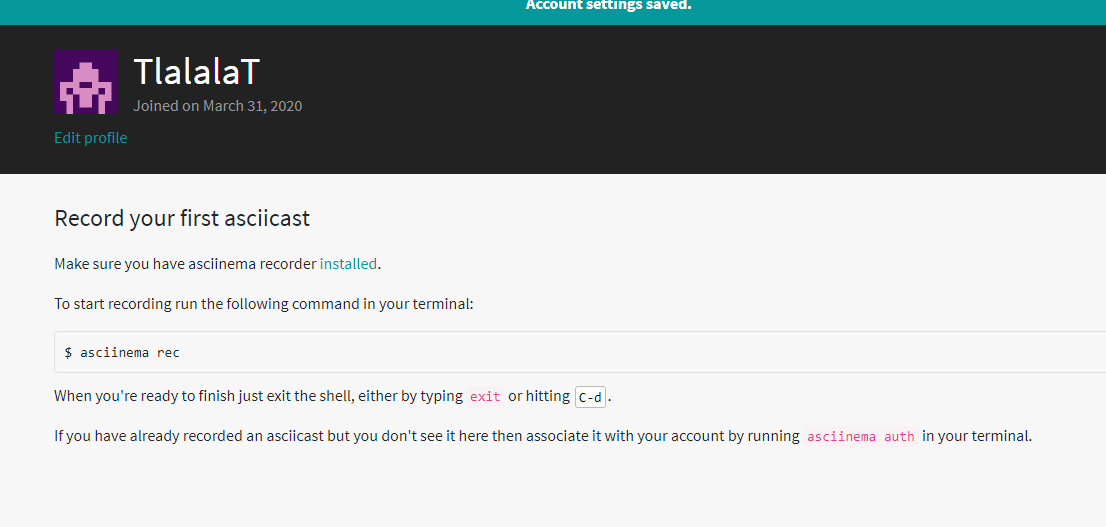 Account settings saved.
TlalalaT
Joined on March 31, 2020
Edit profile
Record your first asciicast
Make sure you have asciinema recorder installed.
To start recording run the following command in your terminal:
$ asciinema rec
When you're ready to finish just exit the shell, either by typing exit or hitting C-d.
If you have already recorded an asciicast but you don't see it here then associate it with your account by running asciinema auth in your terminal.